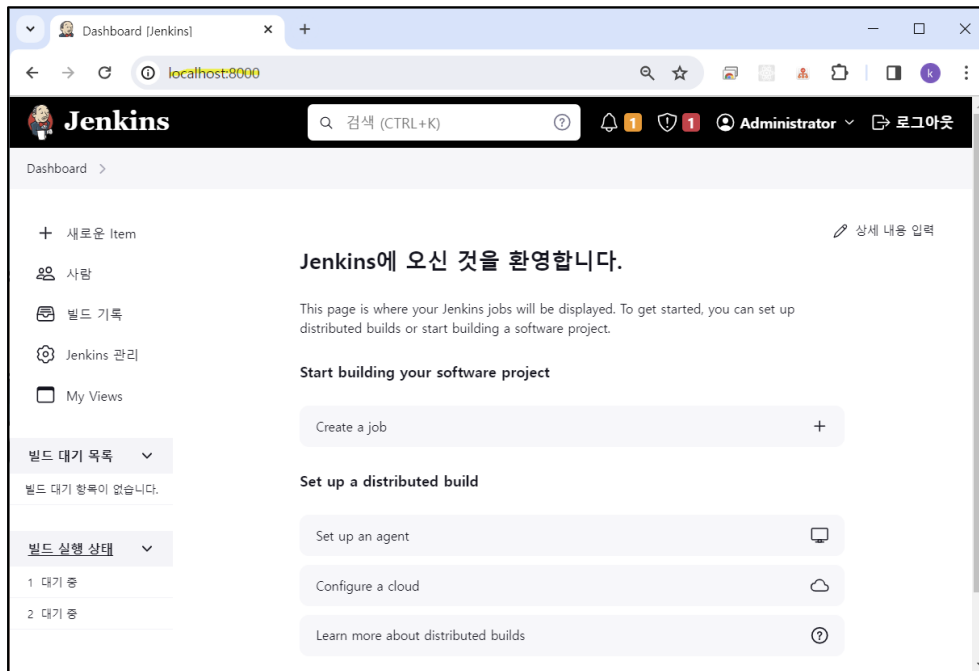 Dashboard [Jenkins]
localhost:8000
k
Jenkins
검색 (CTRL+K)
1
1
Administrator
로그아웃
Dashboard
새로운 Item
상세 내용 입력
사람
빌드 기록
Jenkins 관리
My Views
빌드 대기 목록
빌드 대기 항목이 없습니다.
빌드 실행 상태
1 대기 중
2 대기 중
Jenkins에 오신 것을 환영합니다.
This page is where your Jenkins jobs will be displayed. To get started, you can set up
distributed builds or start building a software project.
Start building your software project
Create a job
Set up a distributed build
Set up an agent
Configure a cloud
Learn more about distributed builds